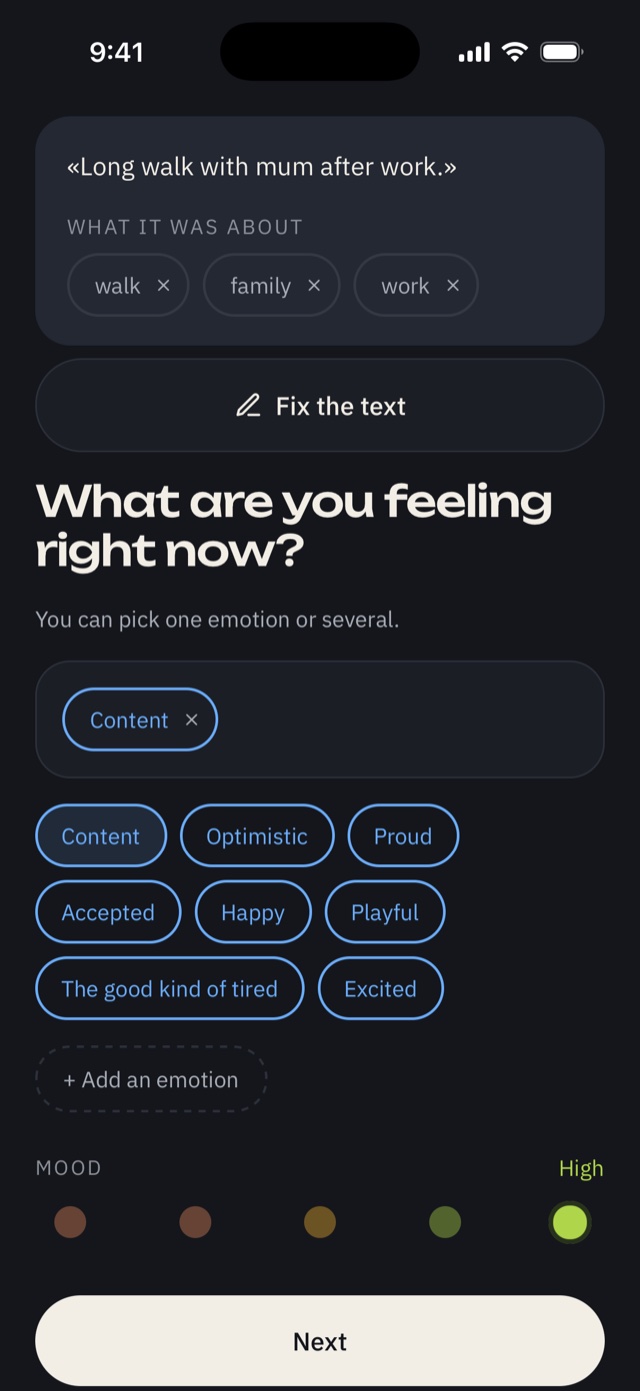 9:41
«Long walk with mum after work.»
WHAT IT WAS ABOUT
walk × family × work ×
Fix the text
What are you feeling
right now?
You can pick one emotion or several.
Content ×
Content Optimistic Proud
Accepted Happy Playful
The good kind of tired Excited
+ Add an emotion
MOOD High
Next